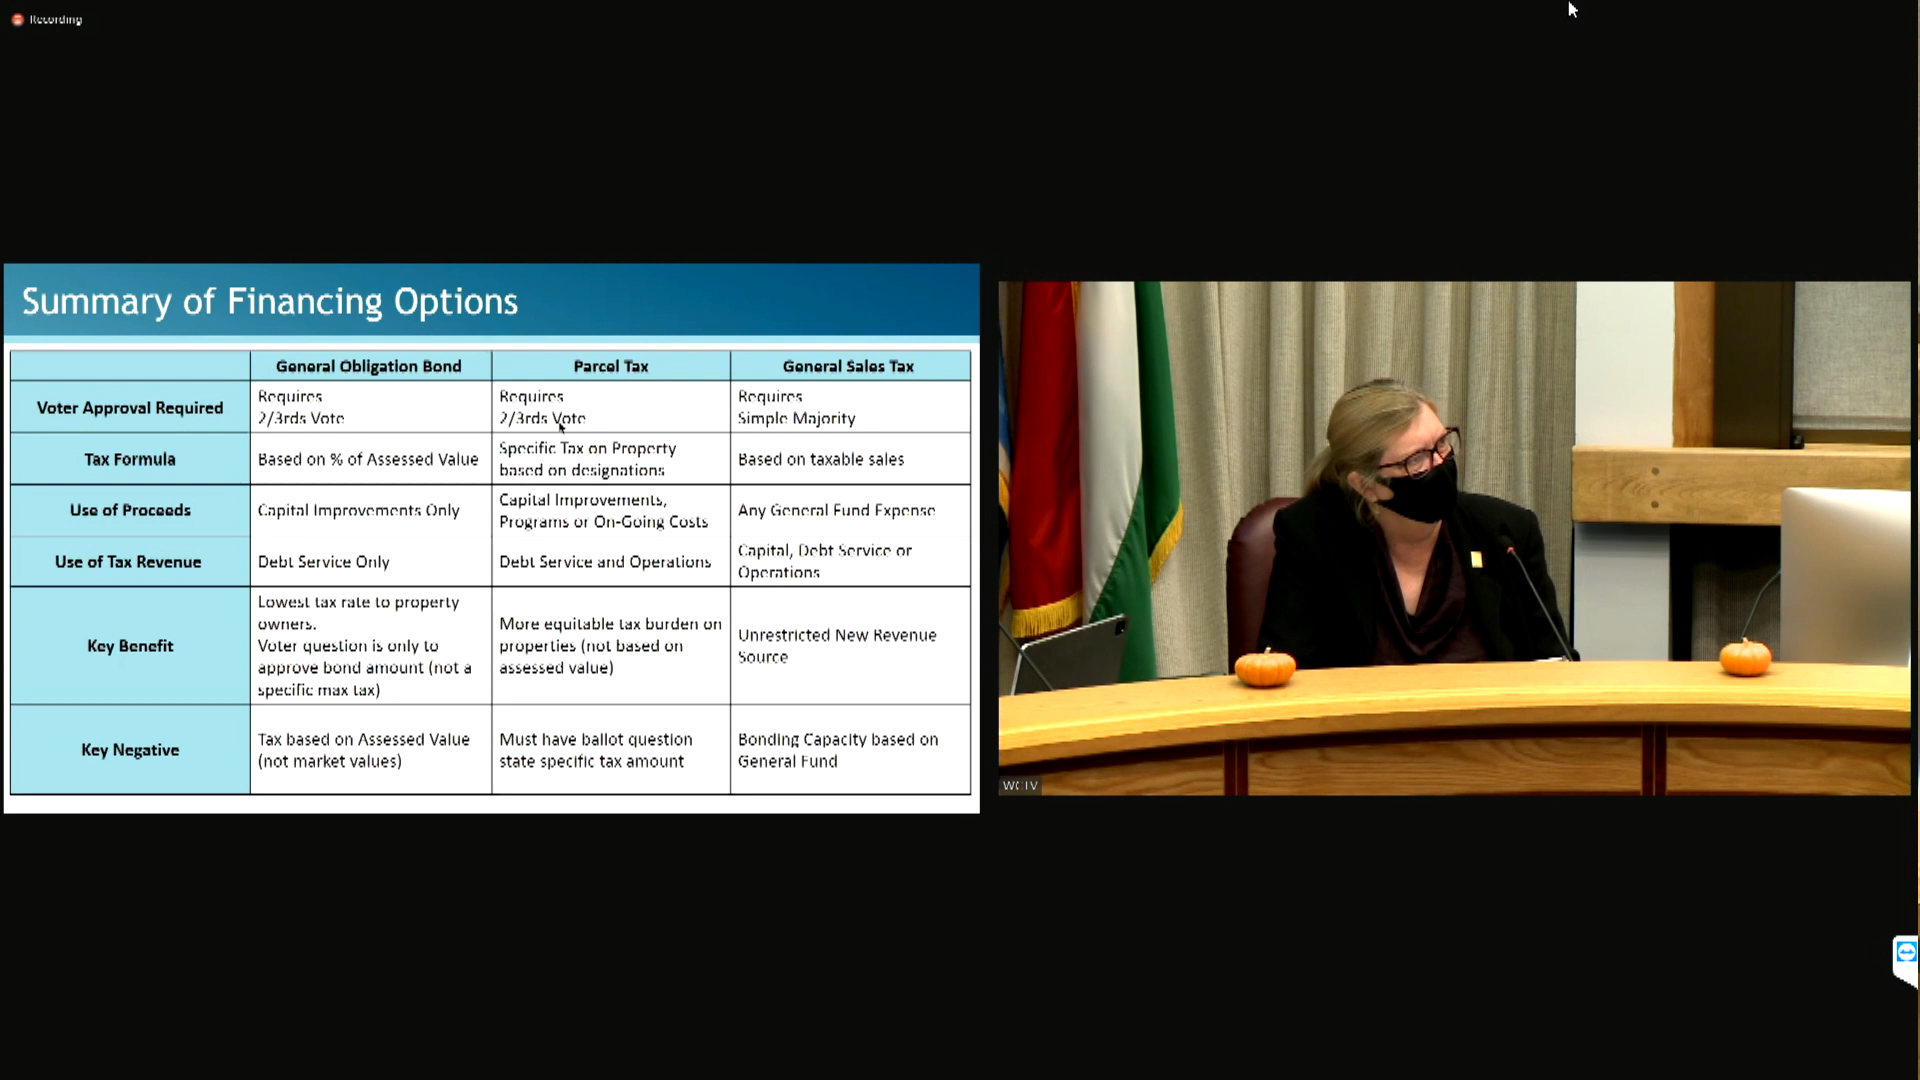 Recording
Summary of Financing Options
General Obligation Bond
Parcel Tax
General Sales Tax
Voter Approval Required
Requires
2/3rds Vote
Requires
2/3rds Vote
Requires
Simple Majority
Tax Formula
Based on % of Assessed Value
Specific Tax on Property
based on designations
Based on taxable sales
Use of Proceeds
Capital Improvements Only
Capital Improvements,
Programs or On-Going Costs
Any General Fund Expense
Use of Tax Revenue
Debt Service Only
Debt Service and Operations
Capital, Debt Service or
Operations
Key Benefit
Lowest tax rate to property
owners.
Voter question is only to
approve bond amount (not a
specific max tax)
More equitable tax burden on
properties (not based on
assessed value)
Unrestricted New Revenue
Source
Key Negative
Tax based on Assessed Value
(not market values)
Must have ballot question
state specific tax amount
Bonding Capacity based on
General Fund